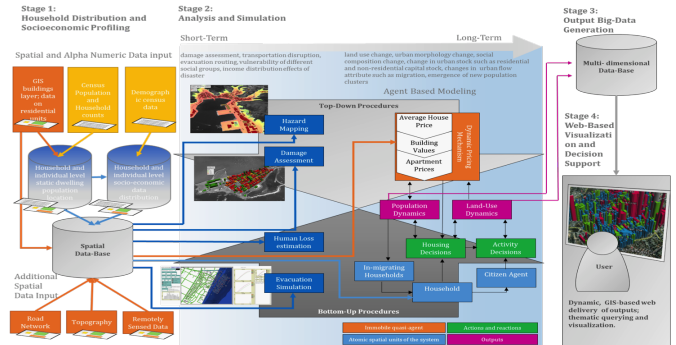 Stage 1:
Household Distribution and
Socioeconomic Profiling
Stage 2:
Analysis and Simulation
Stage 3:
Output Big-Data
Generation
Spatial and Alpha Numeric Data input
GIS
buildings
layer; data
on
residential
units
Census
Population
and
Household
counts
Demograph
ic census
data
Household and
individual level
static dwelling
population
Household and
individual level
socio-economic data
distribution
Spatial
Data-Base
Additional
Spatial
Data Input
Road
Network
Topography
Remotely
Sensed Data
Short-Term
damage assessment, transportation disruption,
evacuation routing, vulnerability of different
social groups, income distribution effects of
disaster
Long-Term
land use change, urban morphology change, social
composition change, change in urban stock such as residential
and non-residential capital stock, changes in urban flow
attribute such as migration, emergence of new population
clusters
Agent Based Modeling
Top-Down Procedures
Hazard
Mapping
Damage
Assessment
Human Loss
estimation
Evacuation
Simulation
Average House
Price
Building
Values
Apartment
Prices
Dynamic Pricing
Mechanism
Population
Dynamics
Land-Use
Dynamics
Housing
Decisions
Activity
Decisions
In-migrating
Households
Citizen Agent
Household
Bottom-Up Procedures
Immobile quasi-agent
Actions and reactions
Atomic spatial units of the system
Outputs
Multi- dimensional
Data-Base
Stage 4:
Web-Based
Visualizati
on and
Decision
Support
User
Dynamic, GIS-based web
delivery of outputs;
thematic querying and
visualization.